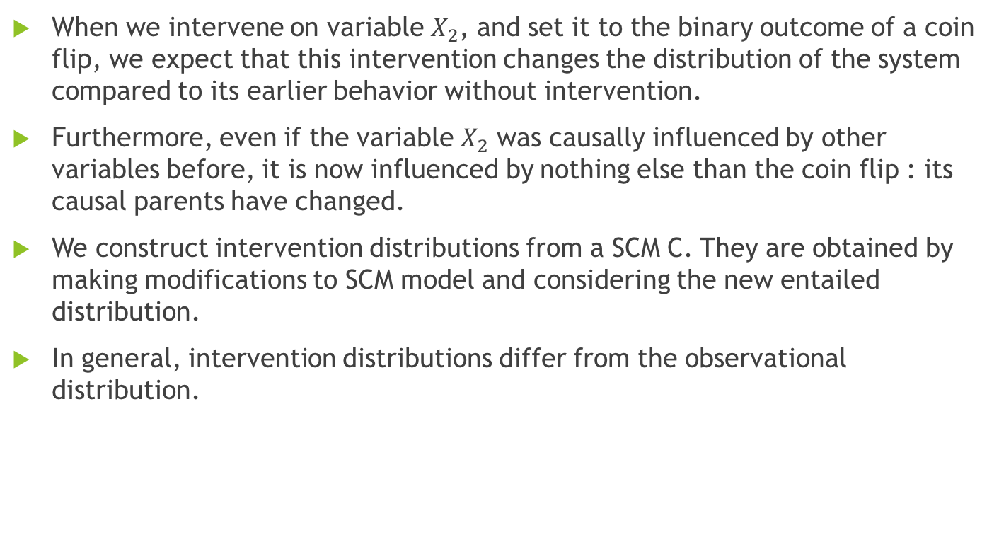 When we intervene on variable X₂, and set it to the binary outcome of a coin
flip, we expect that this intervention changes the distribution of the system
compared to its earlier behavior without intervention.
Furthermore, even if the variable X₂ was causally influenced by other
variables before, it is now influenced by nothing else than the coin flip : its
causal parents have changed.
We construct intervention distributions from a SCM C. They are obtained by
making modifications to SCM model and considering the new entailed
distribution.
In general, intervention distributions differ from the observational
distribution.